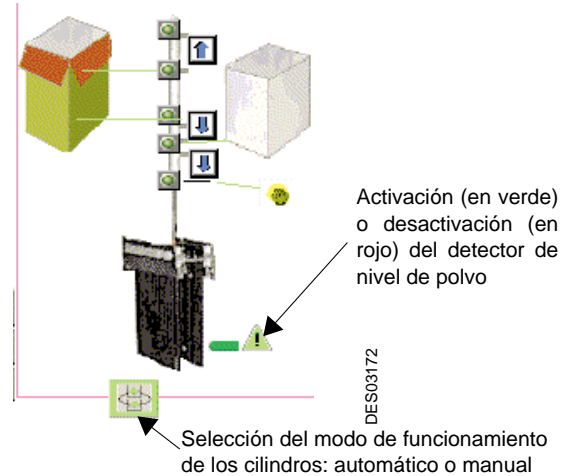 Activación (en verde)
o desactivación (en
rojo) del detector de
nivel de polvo
DES03172
Selección del modo de funcionamiento
de los cilindros: automático o manual